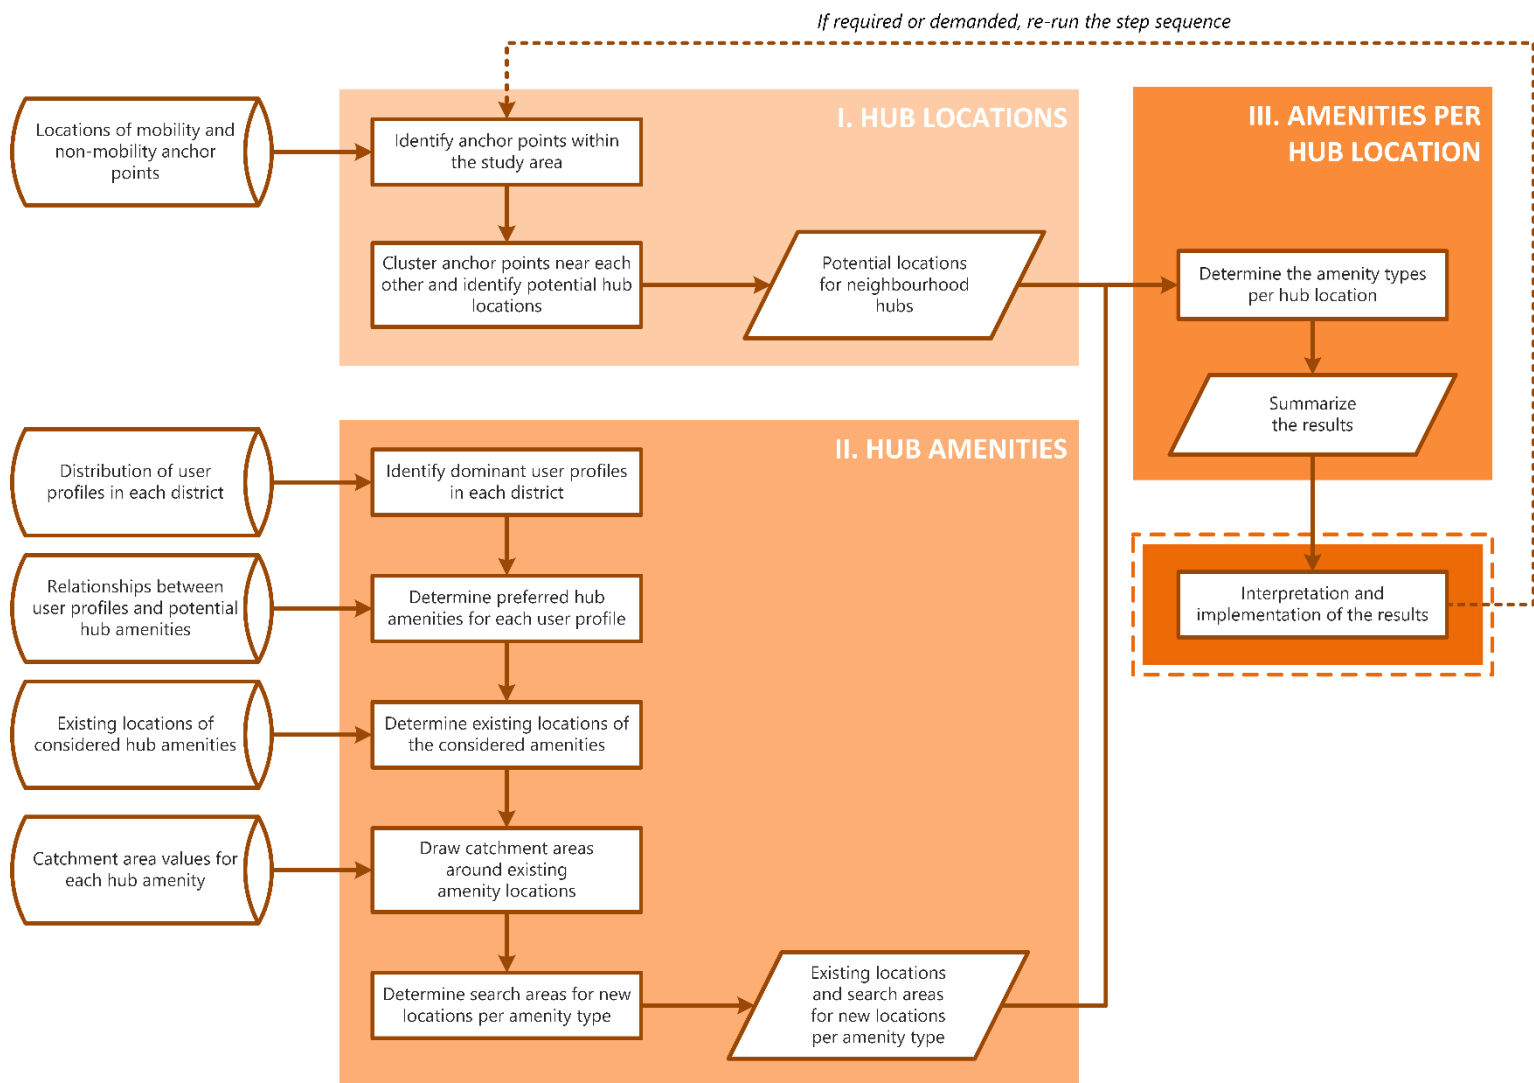 If required or demanded, re-run the step sequence
I. HUB LOCATIONS
Locations of mobility and
non-mobility anchor
points
Identify anchor points within
the study area
Cluster anchor points near each
other and identify potential hub
locations
Potential locations
for neighbourhood
hubs
III. AMENITIES PER
HUB LOCATION
Determine the amenity types
per hub location
Summarize
the results
Interpretation and
implementation of the results
II. HUB AMENITIES
Distribution of user
profiles in each district
Identify dominant user profiles
in each district
Relationships between
user profiles and potential
hub amenities
Determine preferred hub
amenities for each user profile
Existing locations of
considered hub amenities
Determine existing locations of
the considered amenities
Catchment area values for
each hub amenity
Draw catchment areas
around existing
amenity locations
Determine search areas for new
locations per amenity type
Existing locations
and search areas
for new locations
per amenity type